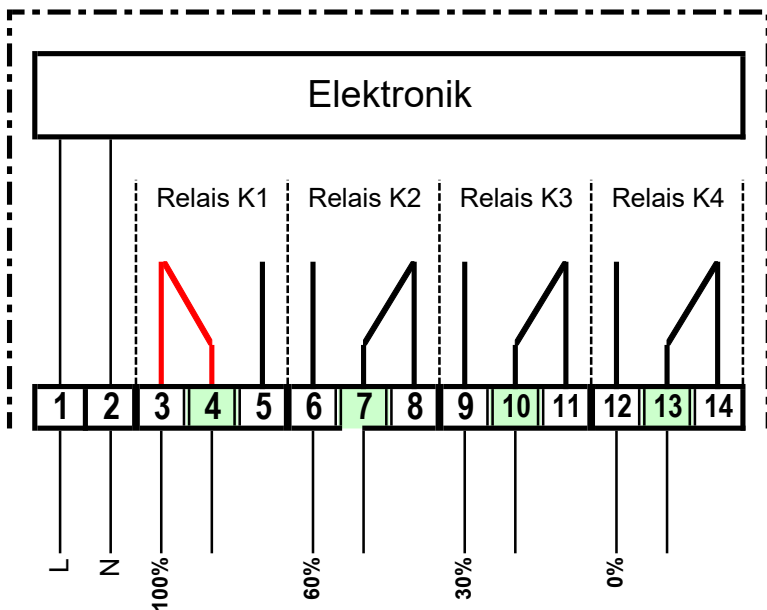 Elektronik
Relais K1 Relais K2 Relais K3 Relais K4
1 2 3 4 5 6 7 8 9 10 11 12 13 14
L N 100% 60% 30% 0%